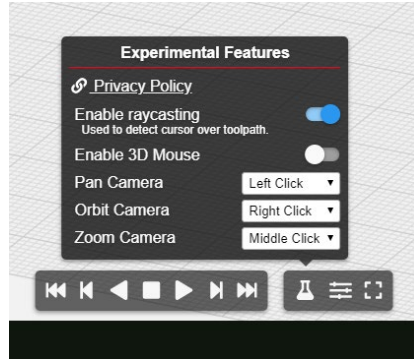 Experimental Features
Privacy Policy
Enable raycasting
Used to detect cursor over toolpath.
Enable 3D Mouse
Pan Camera Left Click
Orbit Camera Right Click
Zoom Camera Middle Click